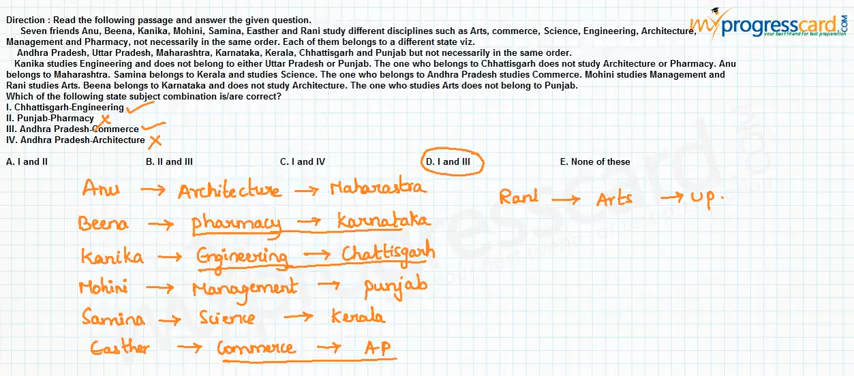 Direction : Read the following passage and answer the given question.
Seven friends Anu, Beena, Kanika, Mohini, Samina, Easther and Rani study different disciplines such as Arts, commerce, Science, Engineering, Architecture,
Management and Pharmacy, not necessarily in the same order. Each of them belongs to a different state viz.
Andhra Pradesh, Uttar Pradesh, Maharashtra, Karnataka, Kerala, Chhattisgarh and Punjab but not necessarily in the same order.
Kanika studies Engineering and does not belong to either Uttar Pradesh or Punjab. The one who belongs to Chhattisgarh does not study Architecture or Pharmacy. Anu
belongs to Maharashtra. Samina belongs to Kerala and studies Science. The one who belongs to Andhra Pradesh studies Commerce. Mohini studies Management and
Rani studies Arts. Beena belongs to Karnataka and does not study Architecture. The one who studies Arts does not belong to Punjab.
Which of the following state subject combination is/are correct?
I. Chhattisgarh-Engineering
II. Punjab-Pharmacy
III. Andhra Pradesh-Commerce
IV. Andhra Pradesh-Architecture
A. I and II B. II and III C. I and IV D. I and III E. None of these
myprogresscard.com
Anu → Architecture → Maharastra
Beena → pharmacy → Karnataka
Kanika → Engineering → Chattisgarh
Mohini → Management → punjab
Samina → Science → Kerala
Easther → Commerce → A.P
Rani → Arts → UP.